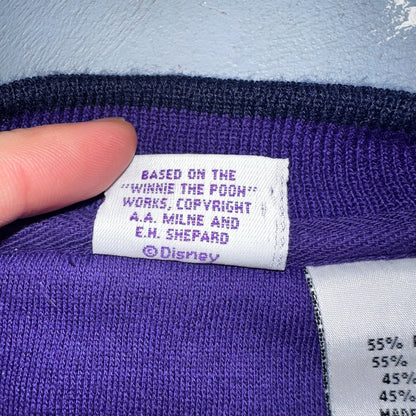 BASED ON THE
"WINNIE THE POOH"
WORKS, COPYRIGHT
A.A. MILNE AND
E.H. SHEPARD
©Disney
55%
55%
45%
45%